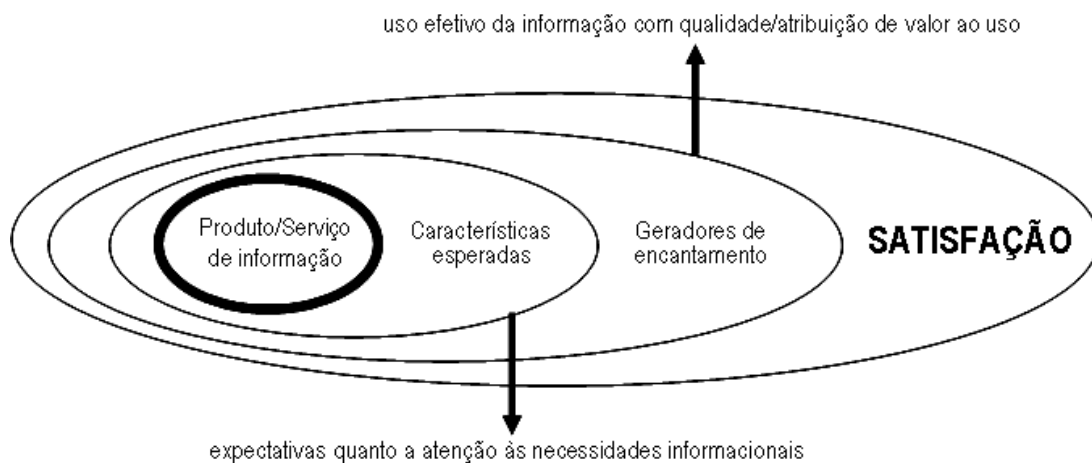 uso efetivo da informação com qualidade/atribuição de valor ao uso
Produto/Serviço
de informação
Características
esperadas
Geradores de
encantamento
SATISFAÇÃO
expectativas quanto a atenção às necessidades informacionais